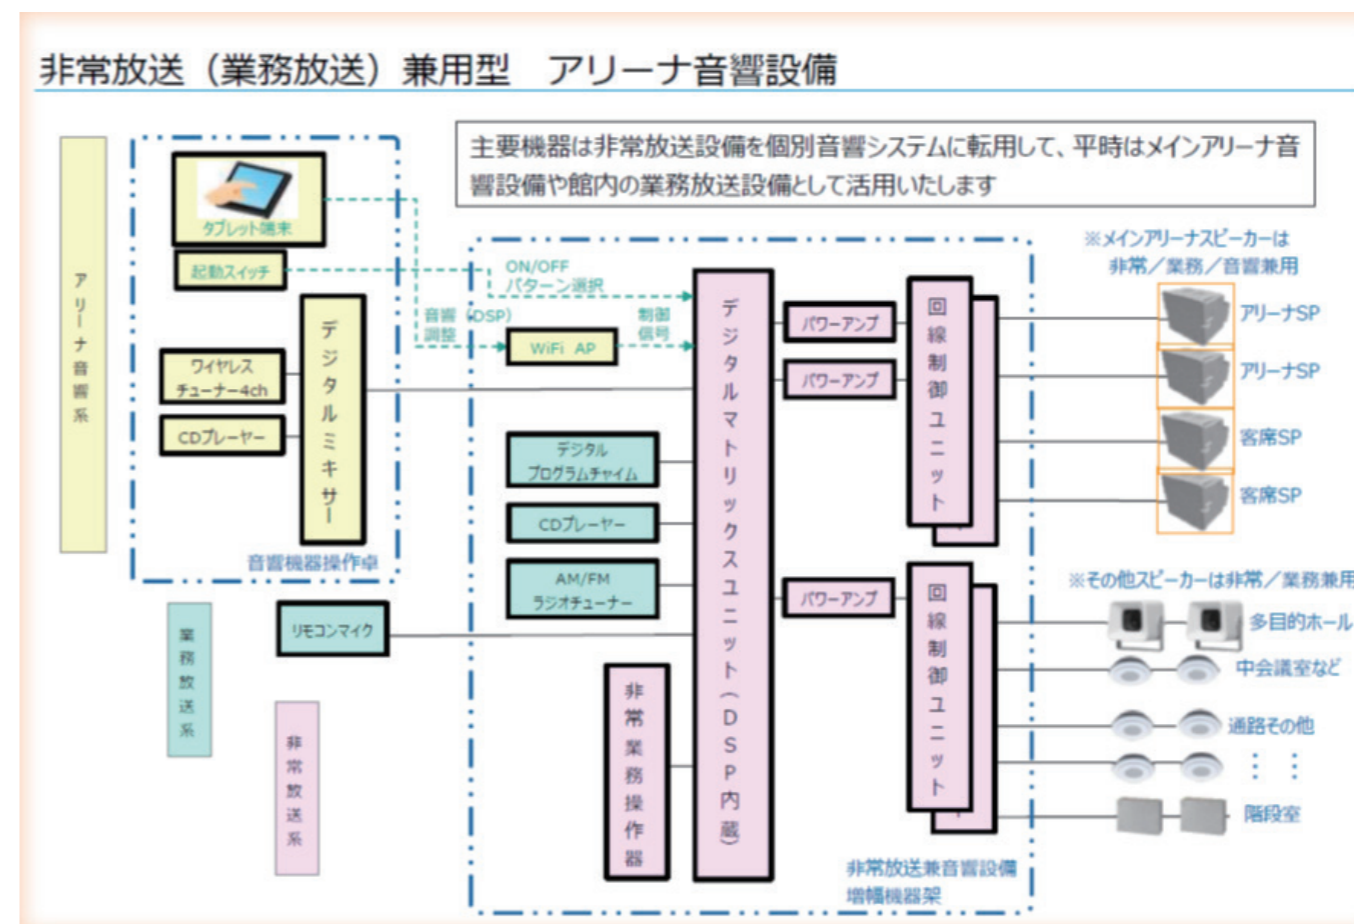 非常放送（業務放送）兼用型　アリーナ音響設備
主要機器は非常放送設備を個別音響システムに転用して、平時はメインアリーナ音
響設備や館内の業務放送設備として活用いたします
アリーナ音響系
タブレット端末
起動スイッチ
ワイヤレス
チューナー4ch
CDプレーヤー
デジタルミキサー
音響機器操作卓
業務放送系
リモコンマイク
非常放送系
ON/OFF
パターン選択
音響（DSP）
調整
制御
信号
WiFi AP
デジタル
プログラムチャイム
CDプレーヤー
AM/FM
ラジオチューナー
非常業務操作器
デジタルマトリックスユニット（DSP内蔵）
パワーアンプ
パワーアンプ
パワーアンプ
回線制御ユニット
回線制御ユニット
非常放送兼音響設備
増幅機器架
※メインアリーナスピーカーは
非常／業務／音響兼用
アリーナSP
アリーナSP
客席SP
客席SP
※その他スピーカーは非常／業務兼用
多目的ホール
中会議室など
通路その他
⋮ ⋮
階段室